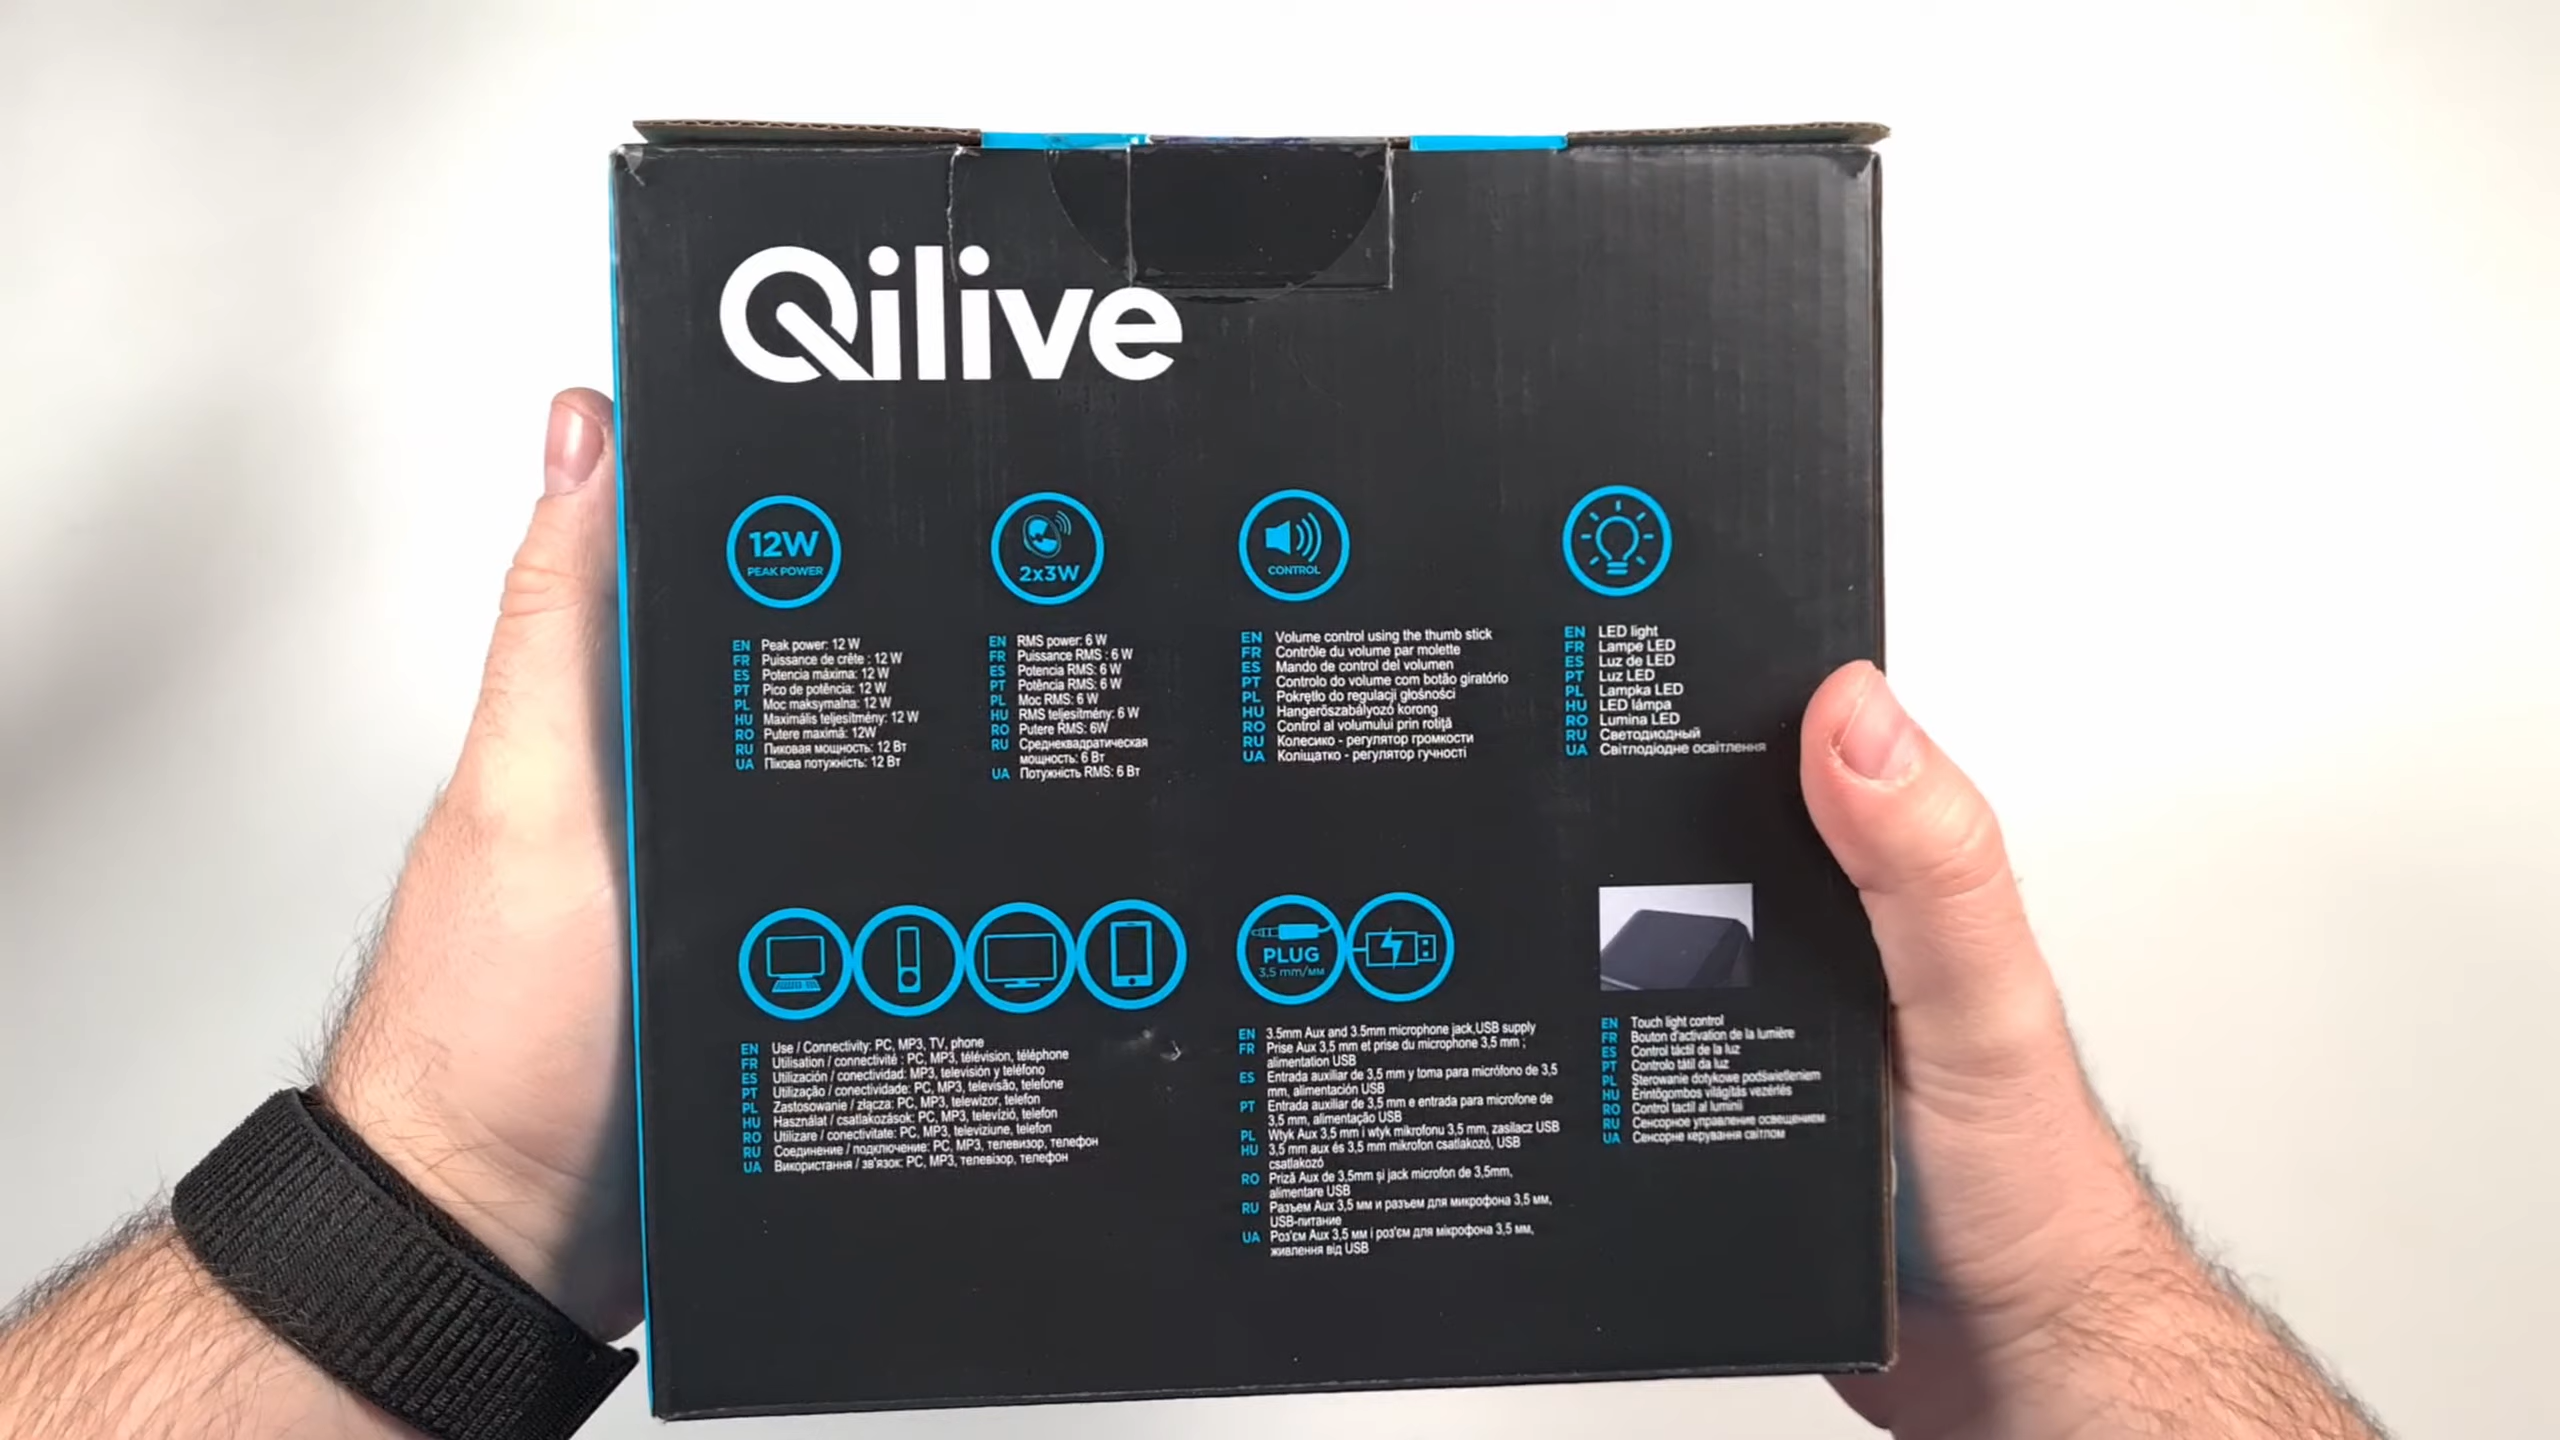 Qilive
12W
PEAK POWER
EN Peak power: 12 W
FR Puissance de crête : 12 W
ES Potencia máxima: 12 W
PT Pico de potência: 12 W
PL Moc maksymalna: 12 W
HU Maximális teljesítmény: 12 W
RO Putere maximă: 12W
RU Пиковая мощность: 12 Вт
UA Пікова потужність: 12 Вт
2x3W
EN RMS power: 6 W
FR Puissance RMS : 6 W
ES Potencia RMS: 6 W
PT Potência RMS: 6 W
PL Moc RMS: 6 W
HU RMS teljesítmény: 6 W
RO Putere RMS: 6W
RU Среднеквадратическая
мощность: 6 Вт
UA Потужність RMS: 6 Вт
CONTROL
EN Volume control using the thumb stick
FR Contrôle du volume par molette
ES Mando de control del volumen
PT Controlo do volume com botão giratório
PL Pokrętło do regulacji głośności
HU Hangerőszabályozó korong
RO Control al volumului prin rotiță
RU Колесико - регулятор громкости
UA Коліщатко - регулятор гучності
EN LED light
FR Lampe LED
ES Luz de LED
PT Luz LED
PL Lampka LED
HU LED lámpa
RO Lumina LED
RU Светодиодный
UA Світлодіодне освітлення
EN Use / Connectivity: PC, MP3, TV, phone
FR Utilisation / connectivité : PC, MP3, télévision, téléphone
ES Utilización / conectividad: MP3, televisión y teléfono
PT Utilização / conectividade: PC, MP3, televisão, telefone
PL Zastosowanie / złącza: PC, MP3, telewizor, telefon
HU Használat / csatlakozások: PC, MP3, televízió, telefon
RO Utilizare / conectivitate: PC, MP3, televiziune, telefon
RU Соединение / подключение: PC, MP3, телевизор, телефон
UA Використання / зв'язок: PC, MP3, телевізор, телефон
PLUG
3,5 mm/мм
EN 3.5mm Aux and 3.5mm microphone jack,USB supply
FR Prise Aux 3,5 mm et prise du microphone 3,5 mm ;
alimentation USB
ES Entrada auxiliar de 3,5 mm y toma para micrófono de 3,5
mm, alimentación USB
PT Entrada auxiliar de 3,5 mm e entrada para microfone de
3,5 mm, alimentação USB
PL Wtyk Aux 3,5 mm i wtyk mikrofonu 3,5 mm, zasilacz USB
HU 3,5 mm aux és 3,5 mm mikrofon csatlakozó, USB
csatlakozó
RO Priză Aux de 3,5mm și jack microfon de 3,5mm,
alimentare USB
RU Разъем Aux 3,5 мм и разъем для микрофона 3,5 мм,
USB-питание
UA Роз'єм Aux 3,5 мм і роз'єм для мікрофона 3,5 мм,
живлення від USB
EN Touch light control
FR Bouton d'activation de la lumière
ES Control táctil de la luz
PT Controlo tátil da luz
PL Sterowanie dotykowe podświetleniem
HU Érintőgombos világítás vezérlés
RO Control tactil al luminii
RU Сенсорное управление освещением
UA Сенсорне керування світлом